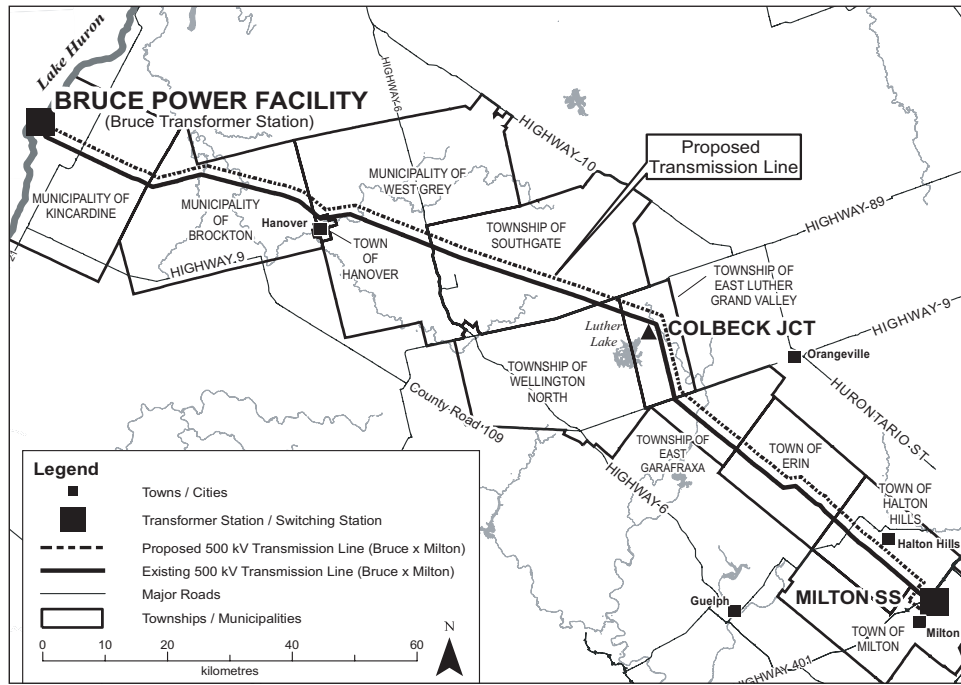 Lake Huron
BRUCE POWER FACILITY
(Bruce Transformer Station)
HIGHWAY-6
HIGHWAY-10
Proposed
Transmission Line
MUNICIPALITY OF
KINCARDINE
MUNICIPALITY
OF
BROCKTON
MUNICIPALITY OF
WEST GREY
Hanover
TOWN
OF
HANOVER
TOWNSHIP OF
SOUTHGATE
HIGHWAY-89
21
HIGHWAY 9
TOWNSHIP OF
EAST LUTHER
GRAND VALLEY
HIGHWAY-9
Luther
Lake
COLBECK JCT
Orangeville
TOWNSHIP OF
WELLINGTON
NORTH
County Road 109
HURONTARIO ST
TOWNSHIP OF
EAST
GARAFRAXA
TOWN OF
ERIN
HIGHWAY-6
TOWN OF
HALTON
HILLS
Halton Hills
Guelph
MILTON SS
Milton
TOWN OF
MILTON
HIGHWAY 401
Legend
Towns / Cities
Transformer Station / Switching Station
Proposed 500 kV Transmission Line (Bruce x Milton)
Existing 500 kV Transmission Line (Bruce x Milton)
Major Roads
Townships / Municipalities
0 10 20 40 60
kilometres
N